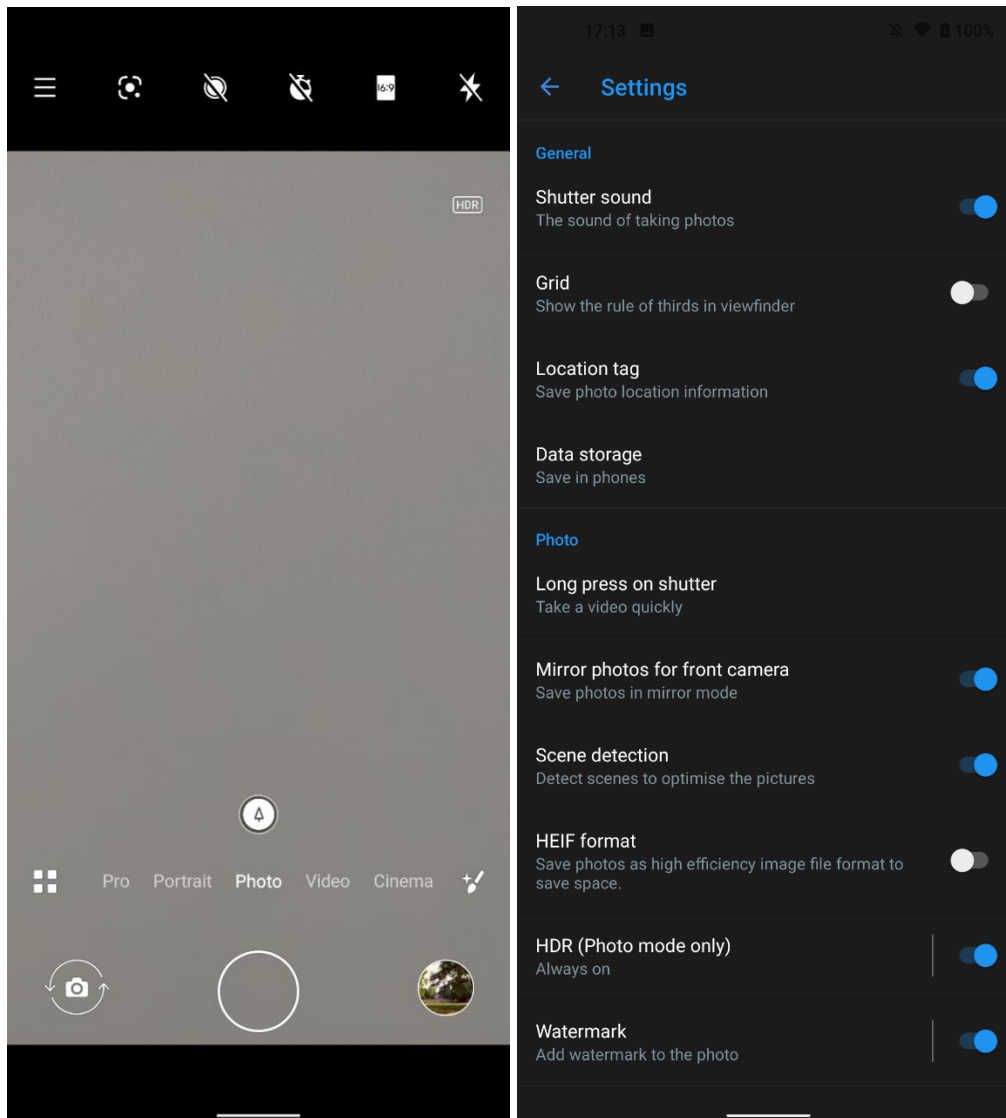 16:9
HDR
Pro Portrait Photo Video Cinema
17:13 100%
Settings
General
Shutter sound
The sound of taking photos
Grid
Show the rule of thirds in viewfinder
Location tag
Save photo location information
Data storage
Save in phones
Photo
Long press on shutter
Take a video quickly
Mirror photos for front camera
Save photos in mirror mode
Scene detection
Detect scenes to optimise the pictures
HEIF format
Save photos as high efficiency image file format to
save space.
HDR (Photo mode only)
Always on
Watermark
Add watermark to the photo